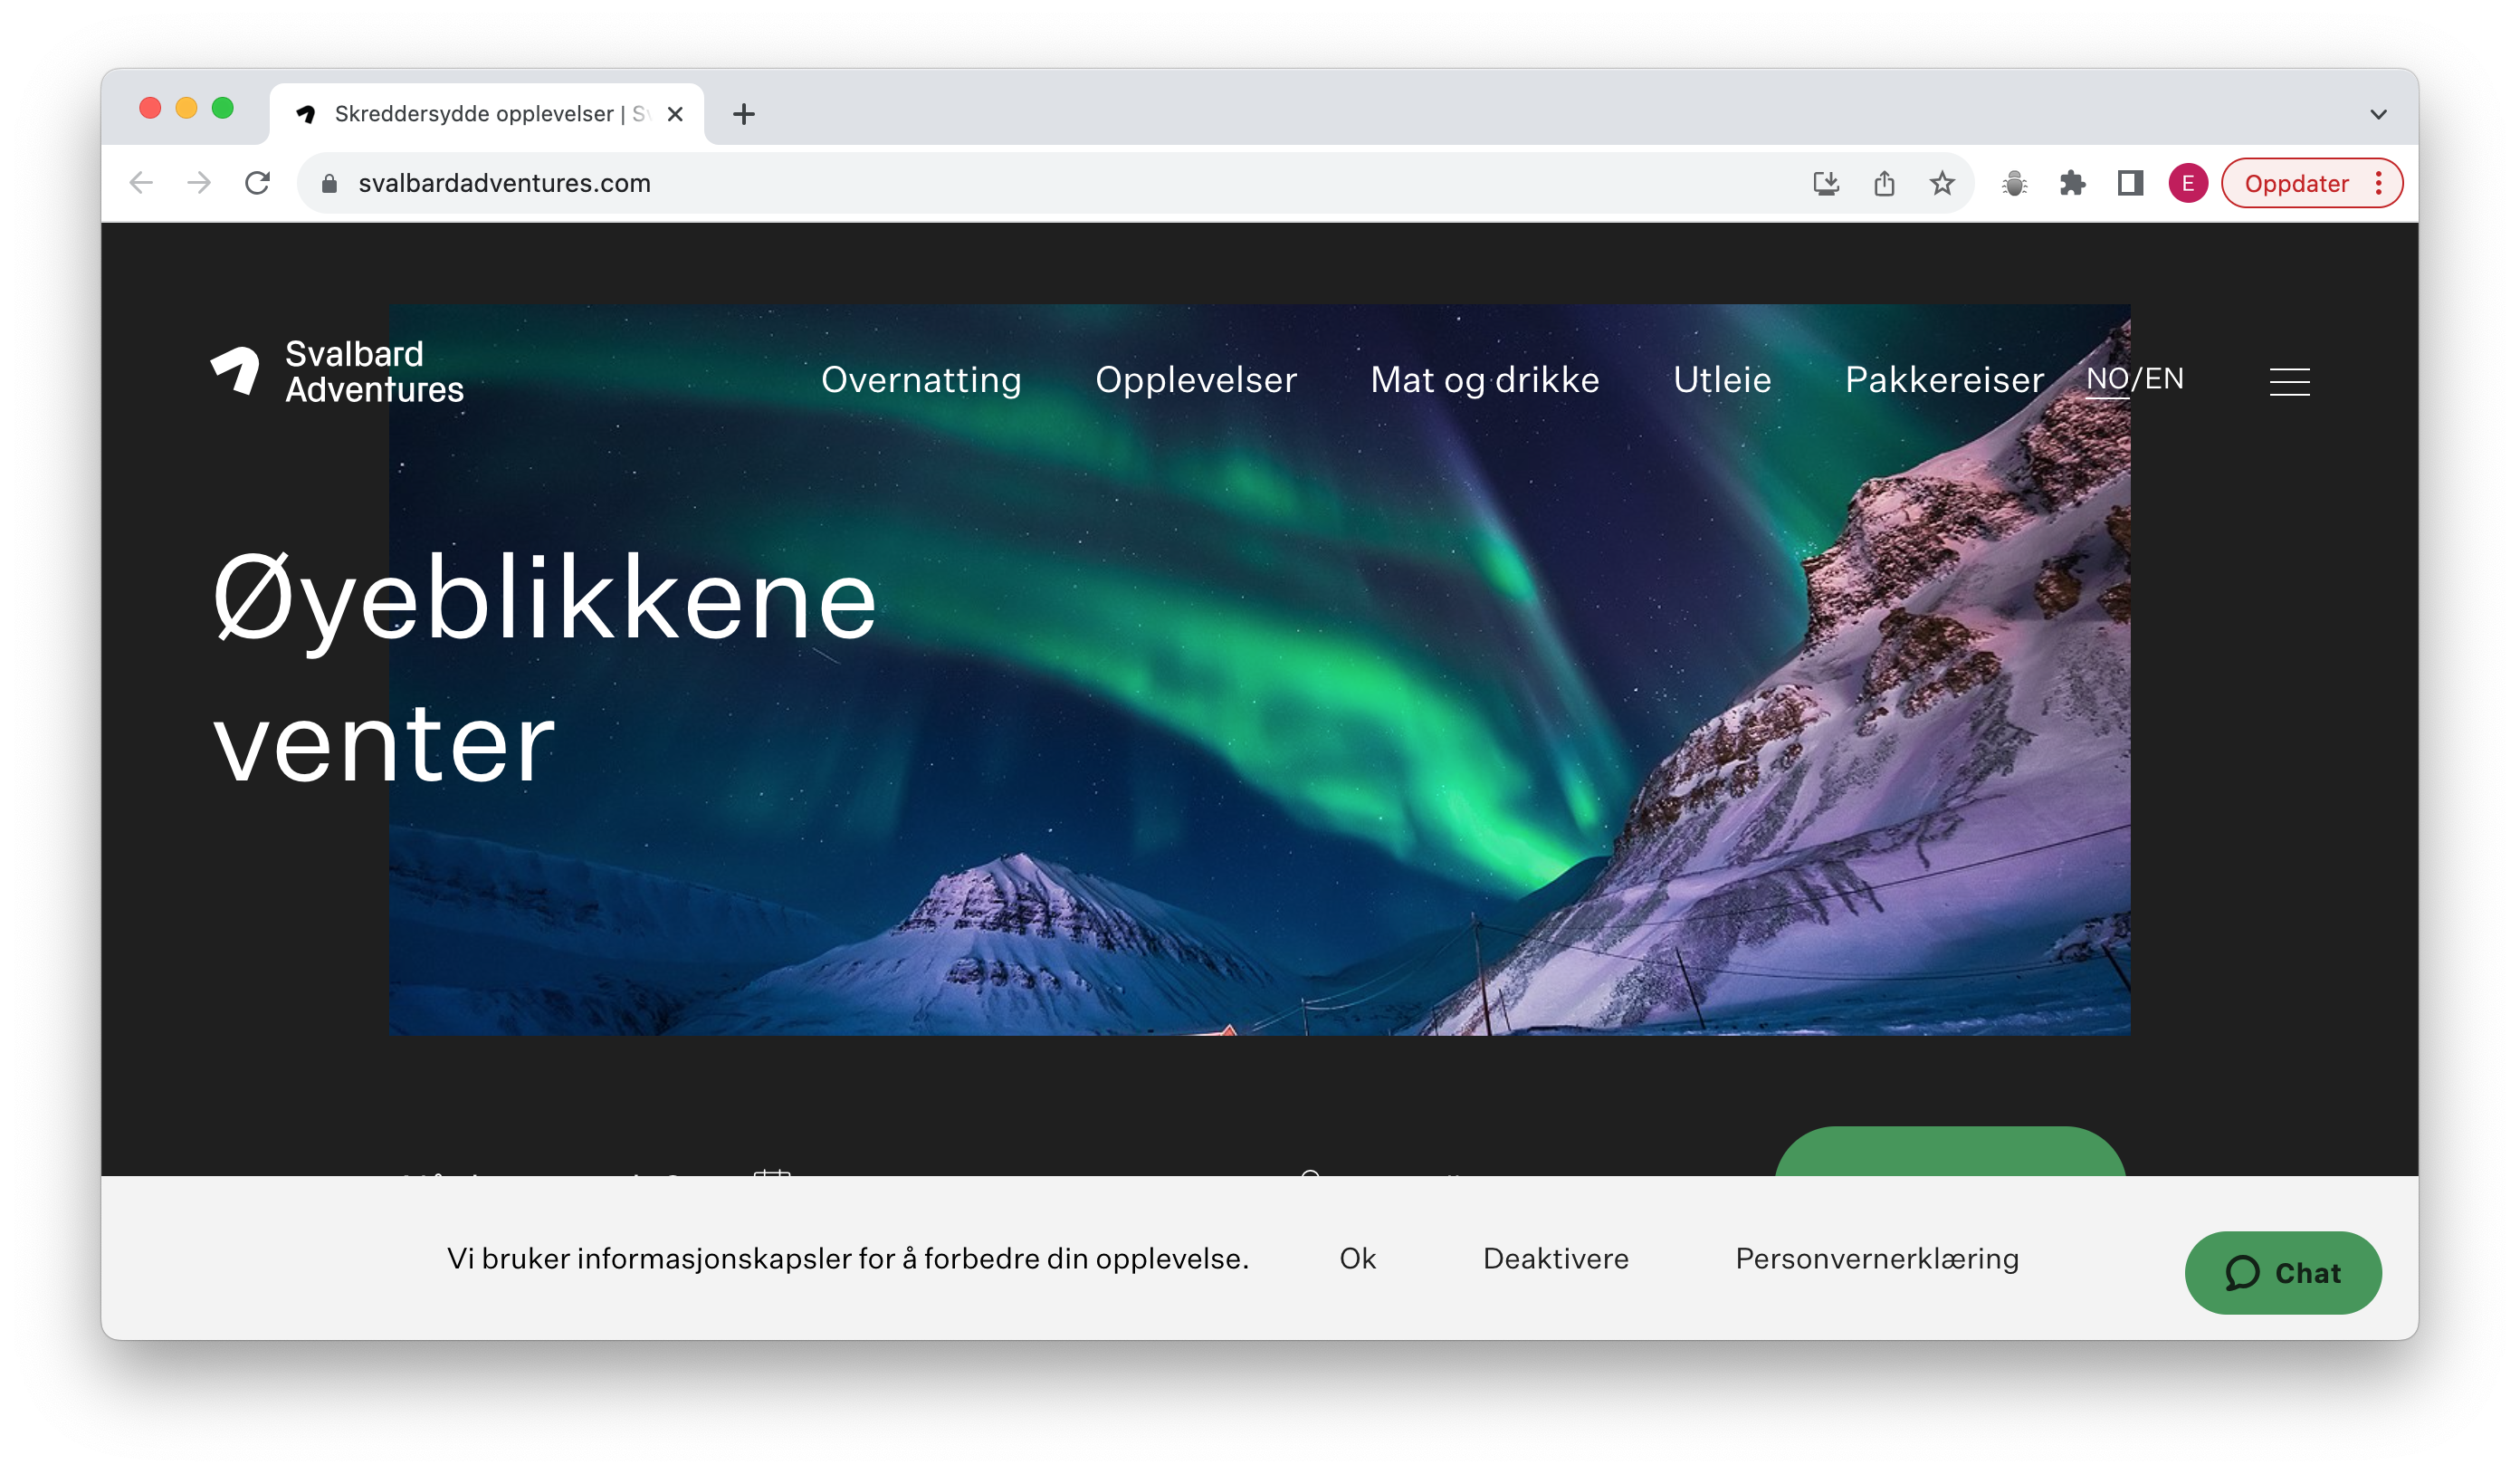 Skreddersydde opplevelser | Sv
svalbardadventures.com
E
Oppdater
Svalbard
Adventures
Overnatting
Opplevelser
Mat og drikke
Utleie
Pakkereiser
NO/EN
Øyeblikkene
venter
Vi bruker informasjonskapsler for å forbedre din opplevelse.
Ok
Deaktivere
Personvernerklæring
Chat